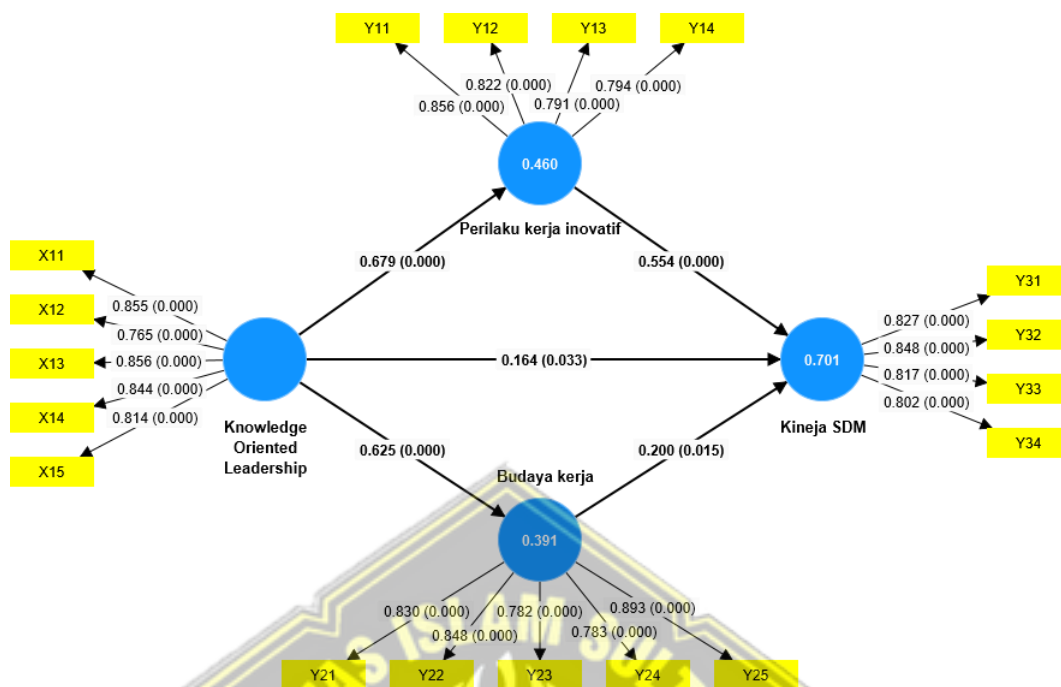 Y11
Y12
Y13
Y14
0.856 (0.000)
0.822 (0.000)
0.791 (0.000)
0.794 (0.000)
0.460
Perilaku kerja inovatif
0.679 (0.000)
0.554 (0.000)
X11
X12
X13
X14
X15
0.855 (0.000)
0.765 (0.000)
0.856 (0.000)
0.844 (0.000)
0.814 (0.000)
Knowledge
Oriented
Leadership
0.164 (0.033)
0.701
Kineja SDM
0.827 (0.000)
0.848 (0.000)
0.817 (0.000)
0.802 (0.000)
Y31
Y32
Y33
Y34
0.625 (0.000)
0.200 (0.015)
Budaya kerja
0.391
0.830 (0.000)
0.848 (0.000)
0.782 (0.000)
0.783 (0.000)
0.893 (0.000)
Y21
Y22
Y23
Y24
Y25
ISLAM